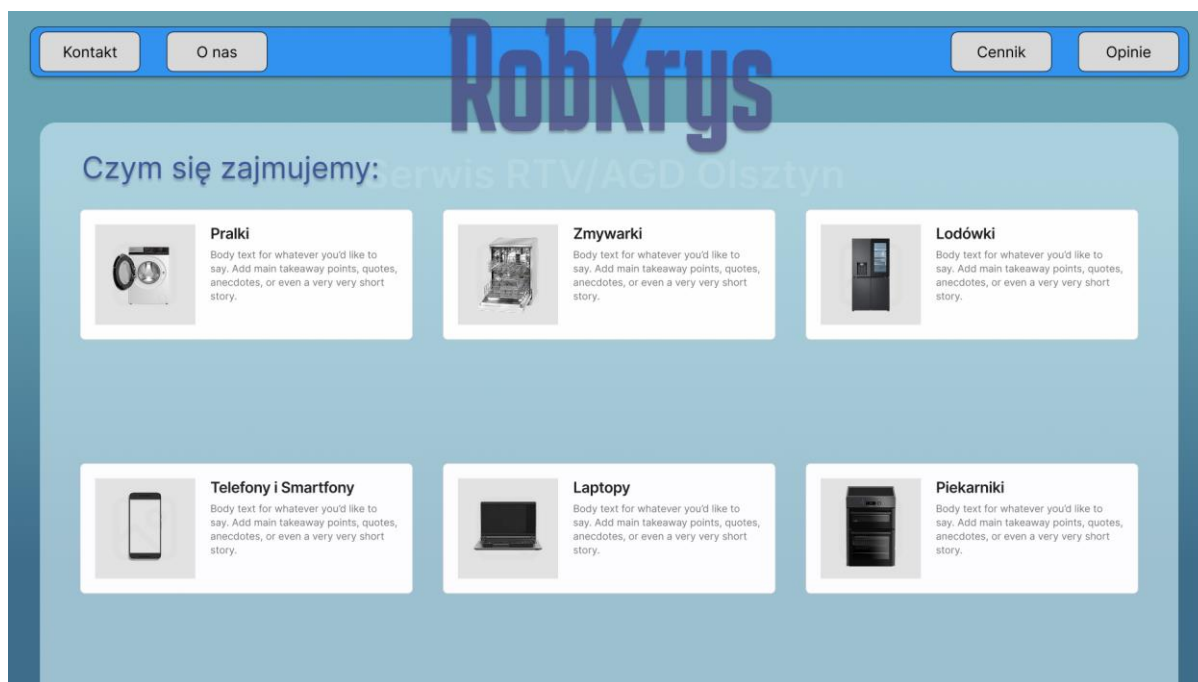 Kontakt
O nas
RobKrys
Cennik
Opinie
Czym się zajmujemy:
Serwis RTV/AGD Olsztyn
Pralki
Body text for whatever you'd like to
say. Add main takeaway points, quotes,
anecdotes, or even a very very short
story.
Zmywarki
Body text for whatever you'd like to
say. Add main takeaway points, quotes,
anecdotes, or even a very very short
story.
Lodówki
Body text for whatever you'd like to
say. Add main takeaway points, quotes,
anecdotes, or even a very very short
story.
Telefony i Smartfony
Body text for whatever you'd like to
say. Add main takeaway points, quotes,
anecdotes, or even a very very short
story.
Laptopy
Body text for whatever you'd like to
say. Add main takeaway points, quotes,
anecdotes, or even a very very short
story.
Piekarniki
Body text for whatever you'd like to
say. Add main takeaway points, quotes,
anecdotes, or even a very very short
story.